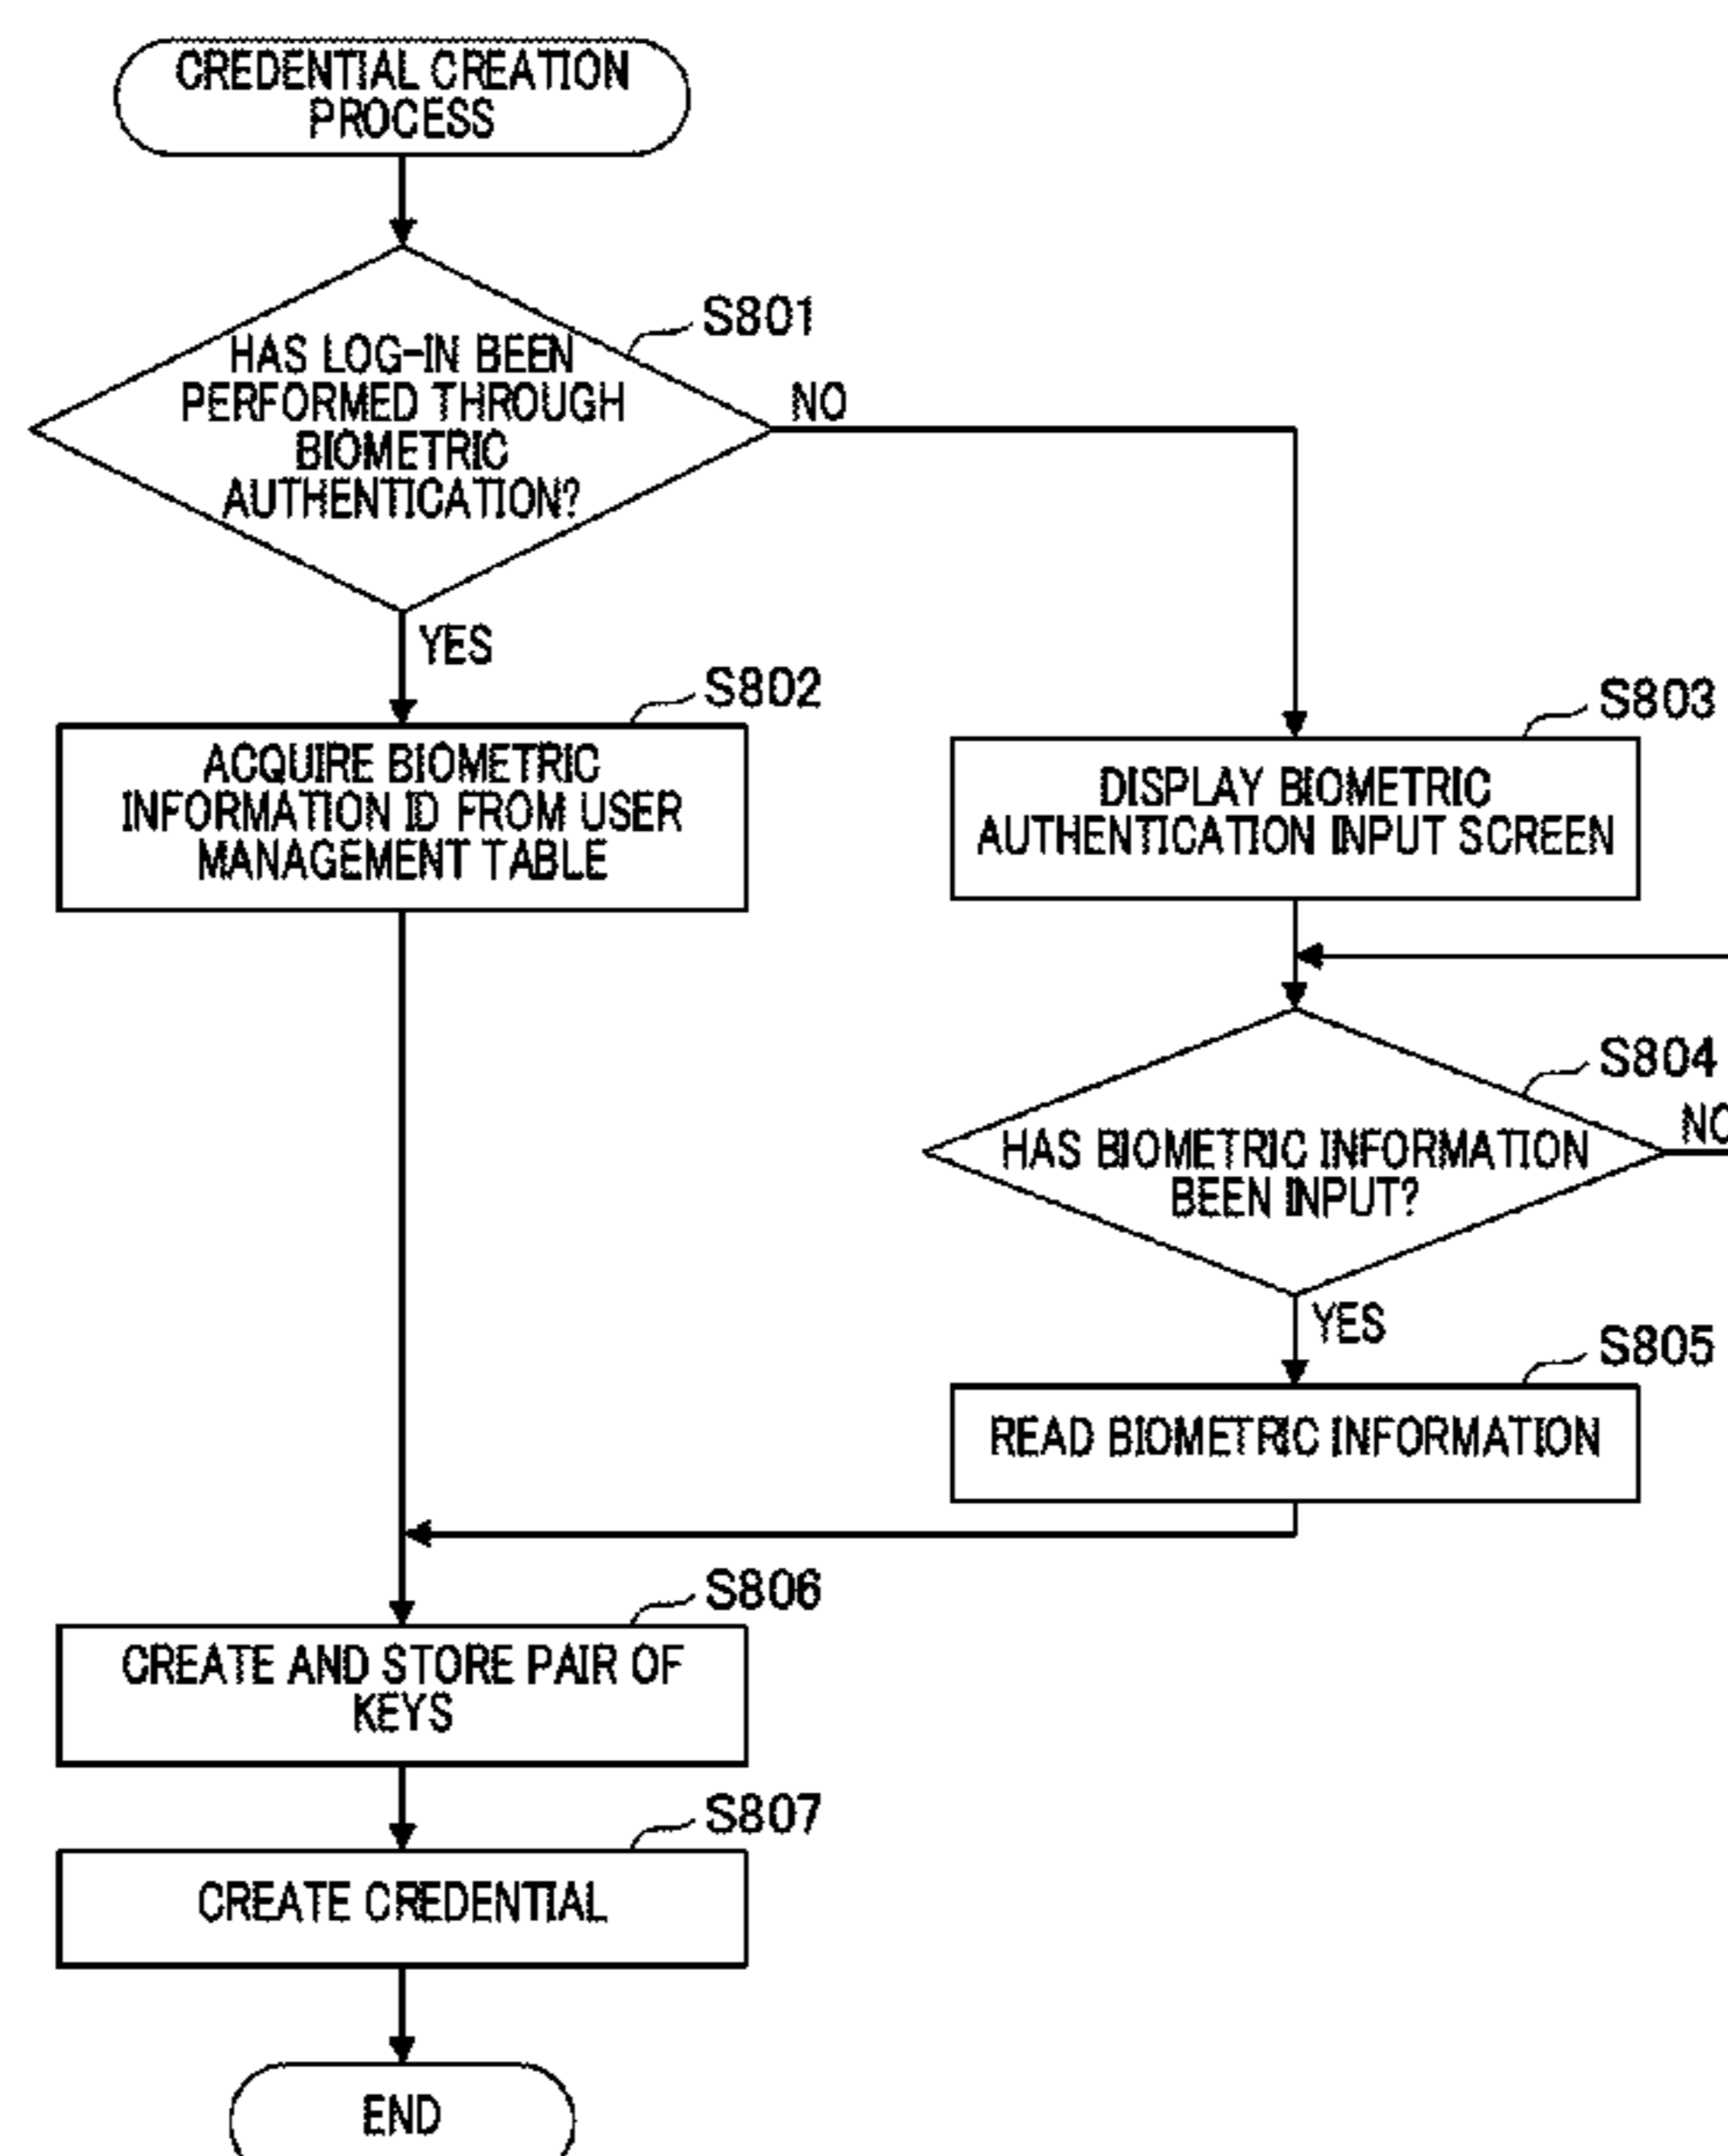 CREDENTIAL CREATION
PROCESS
S801
HAS LOG-IN BEEN
PERFORMED THROUGH
BIOMETRIC
AUTHENTICATION?
NO
YES
S802
ACQUIRE BIOMETRIC
INFORMATION ID FROM USER
MANAGEMENT TABLE
S803
DISPLAY BIOMETRIC
AUTHENTICATION INPUT SCREEN
S804
HAS BIOMETRIC INFORMATION
BEEN INPUT?
NO
YES
S805
READ BIOMETRIC INFORMATION
S806
CREATE AND STORE PAIR OF
KEYS
S807
CREATE CREDENTIAL
END